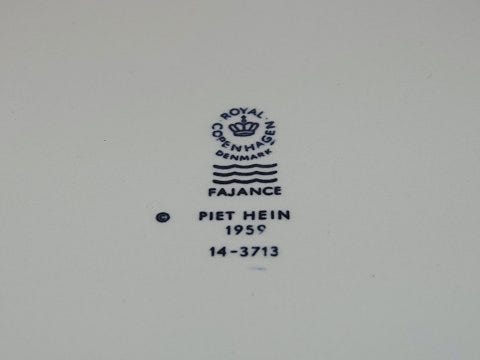 ROYAL
COPENHAGEN
DENMARK
FAJANCE
© PIET HEIN
1959
14-3713